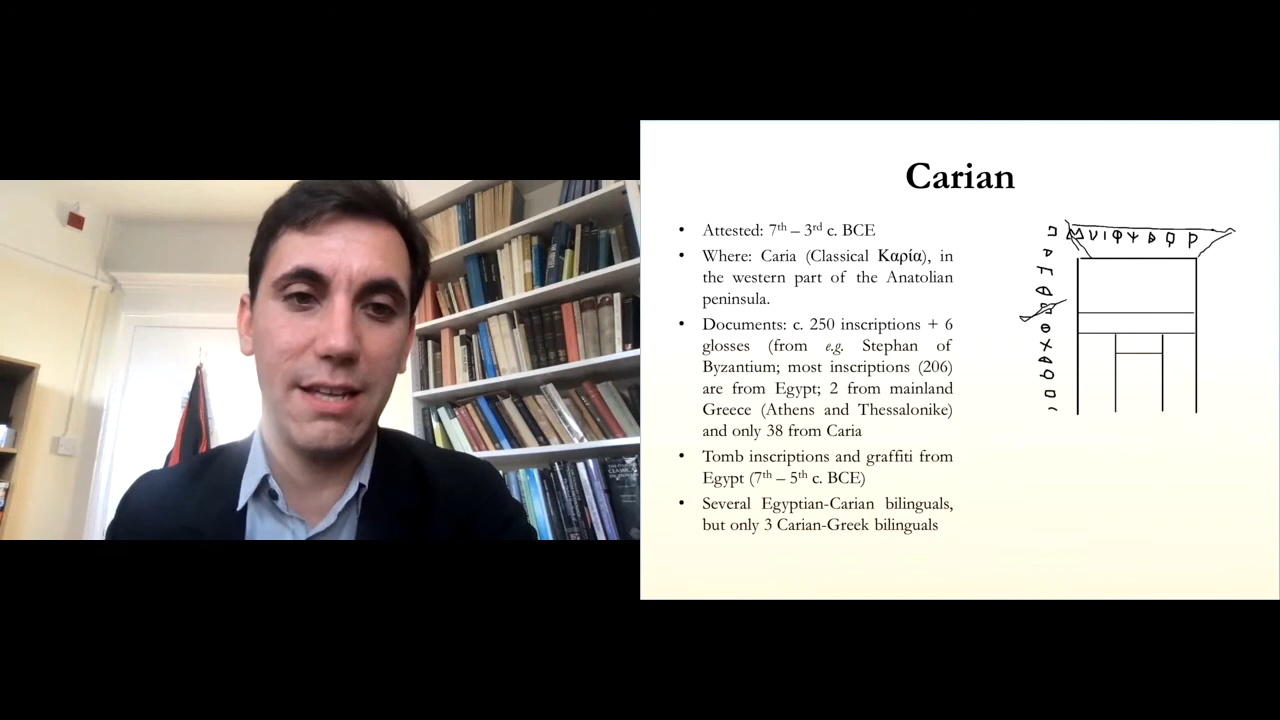 Carian
• Attested: 7th – 3rd c. BCE
• Where: Caria (Classical Καρία), in
the western part of the Anatolian
peninsula.
• Documents: c. 250 inscriptions + 6
glosses (from e.g. Stephan of
Byzantium; most inscriptions (206)
are from Egypt; 2 from mainland
Greece (Athens and Thessalonike)
and only 38 from Caria
• Tomb inscriptions and graffiti from
Egypt (7th – 5th c. BCE)
• Several Egyptian-Carian bilinguals,
but only 3 Carian-Greek bilinguals